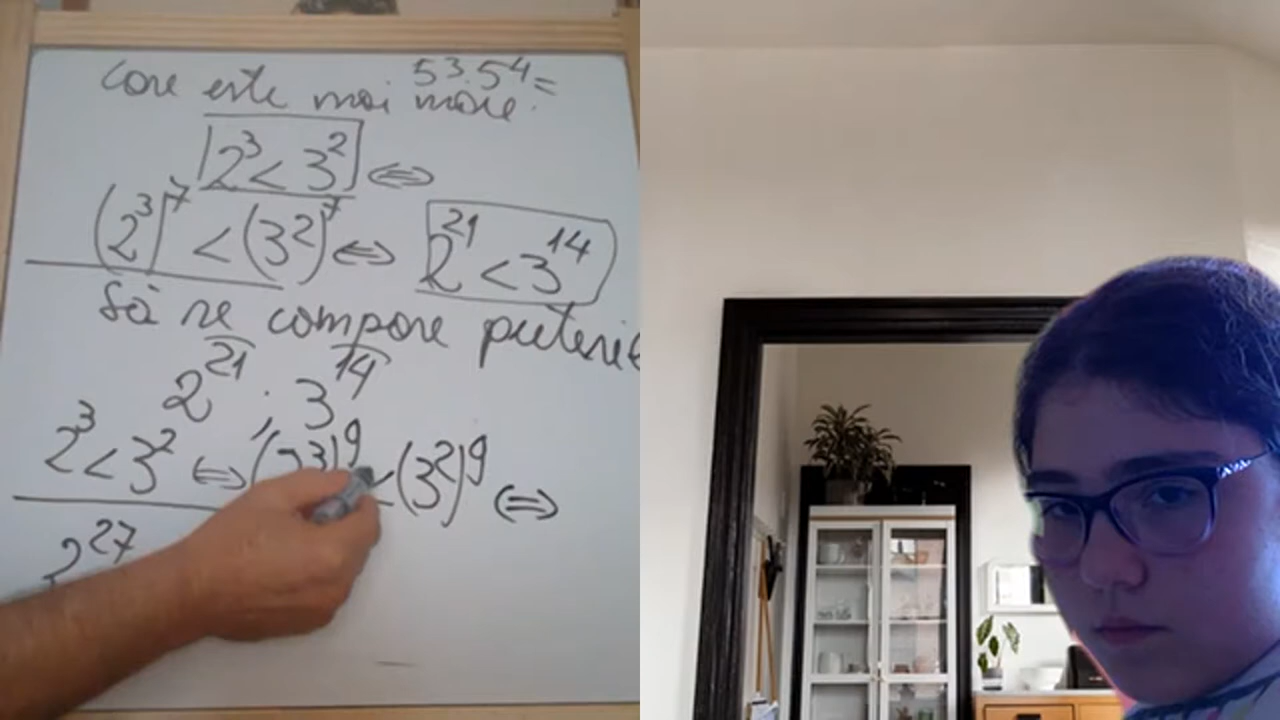 Care este mai mare. 5³·5⁴=
2³ < 3² ⇔
(2³)⁷ < (3²)⁷ ⇔ 2²¹ < 3¹⁴
Să se compare puterile
2²¹ ; 3¹⁴
2³ < 3² ⇔ (2³)⁹ < (3²)⁹ ⇔
2²⁷